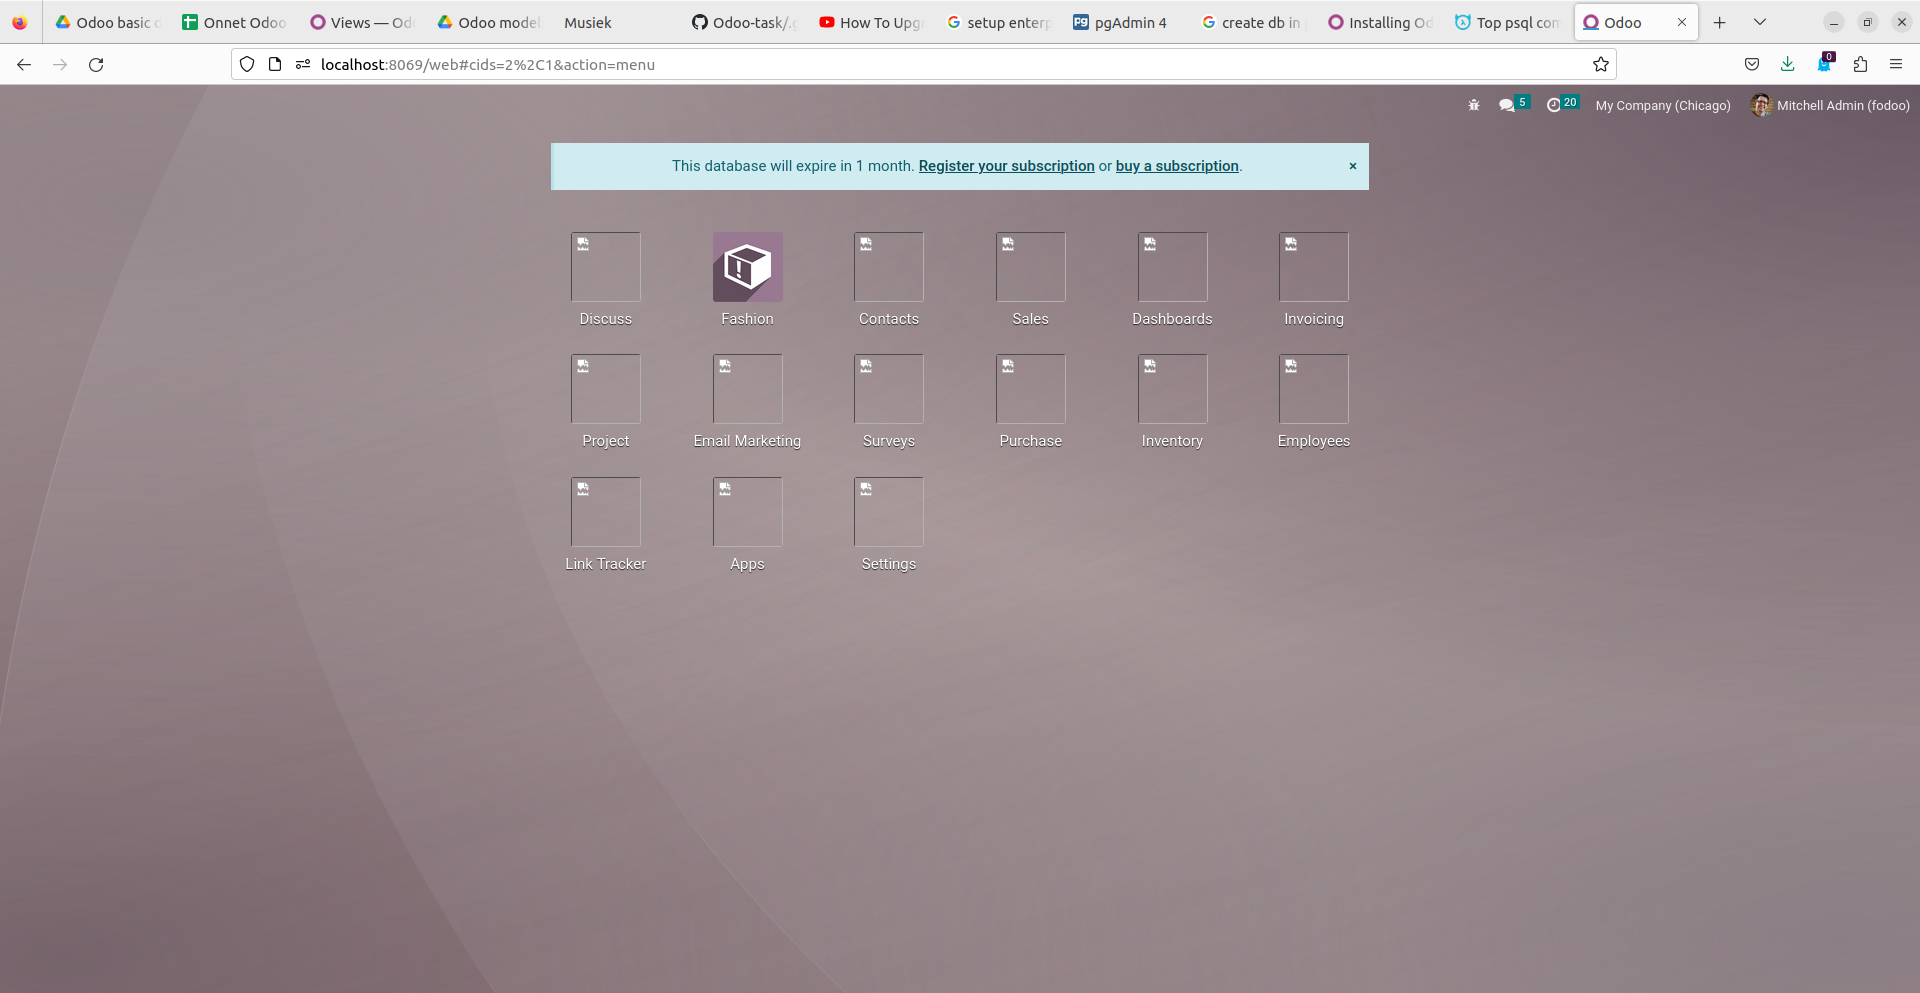 Odoo basic d
Onnet Odoo
Views — Od
Odoo model
Musiek
Odoo-task/.g
How To Upg
setup enterp
pgAdmin 4
create db in
Installing Od
Top psql com
Odoo
localhost:8069/web#cids=2%2C1&action=menu
0
5
20
My Company (Chicago)
Mitchell Admin (fodoo)
This database will expire in 1 month. Register your subscription or buy a subscription.
Discuss
Fashion
Contacts
Sales
Dashboards
Invoicing
Project
Email Marketing
Surveys
Purchase
Inventory
Employees
Link Tracker
Apps
Settings